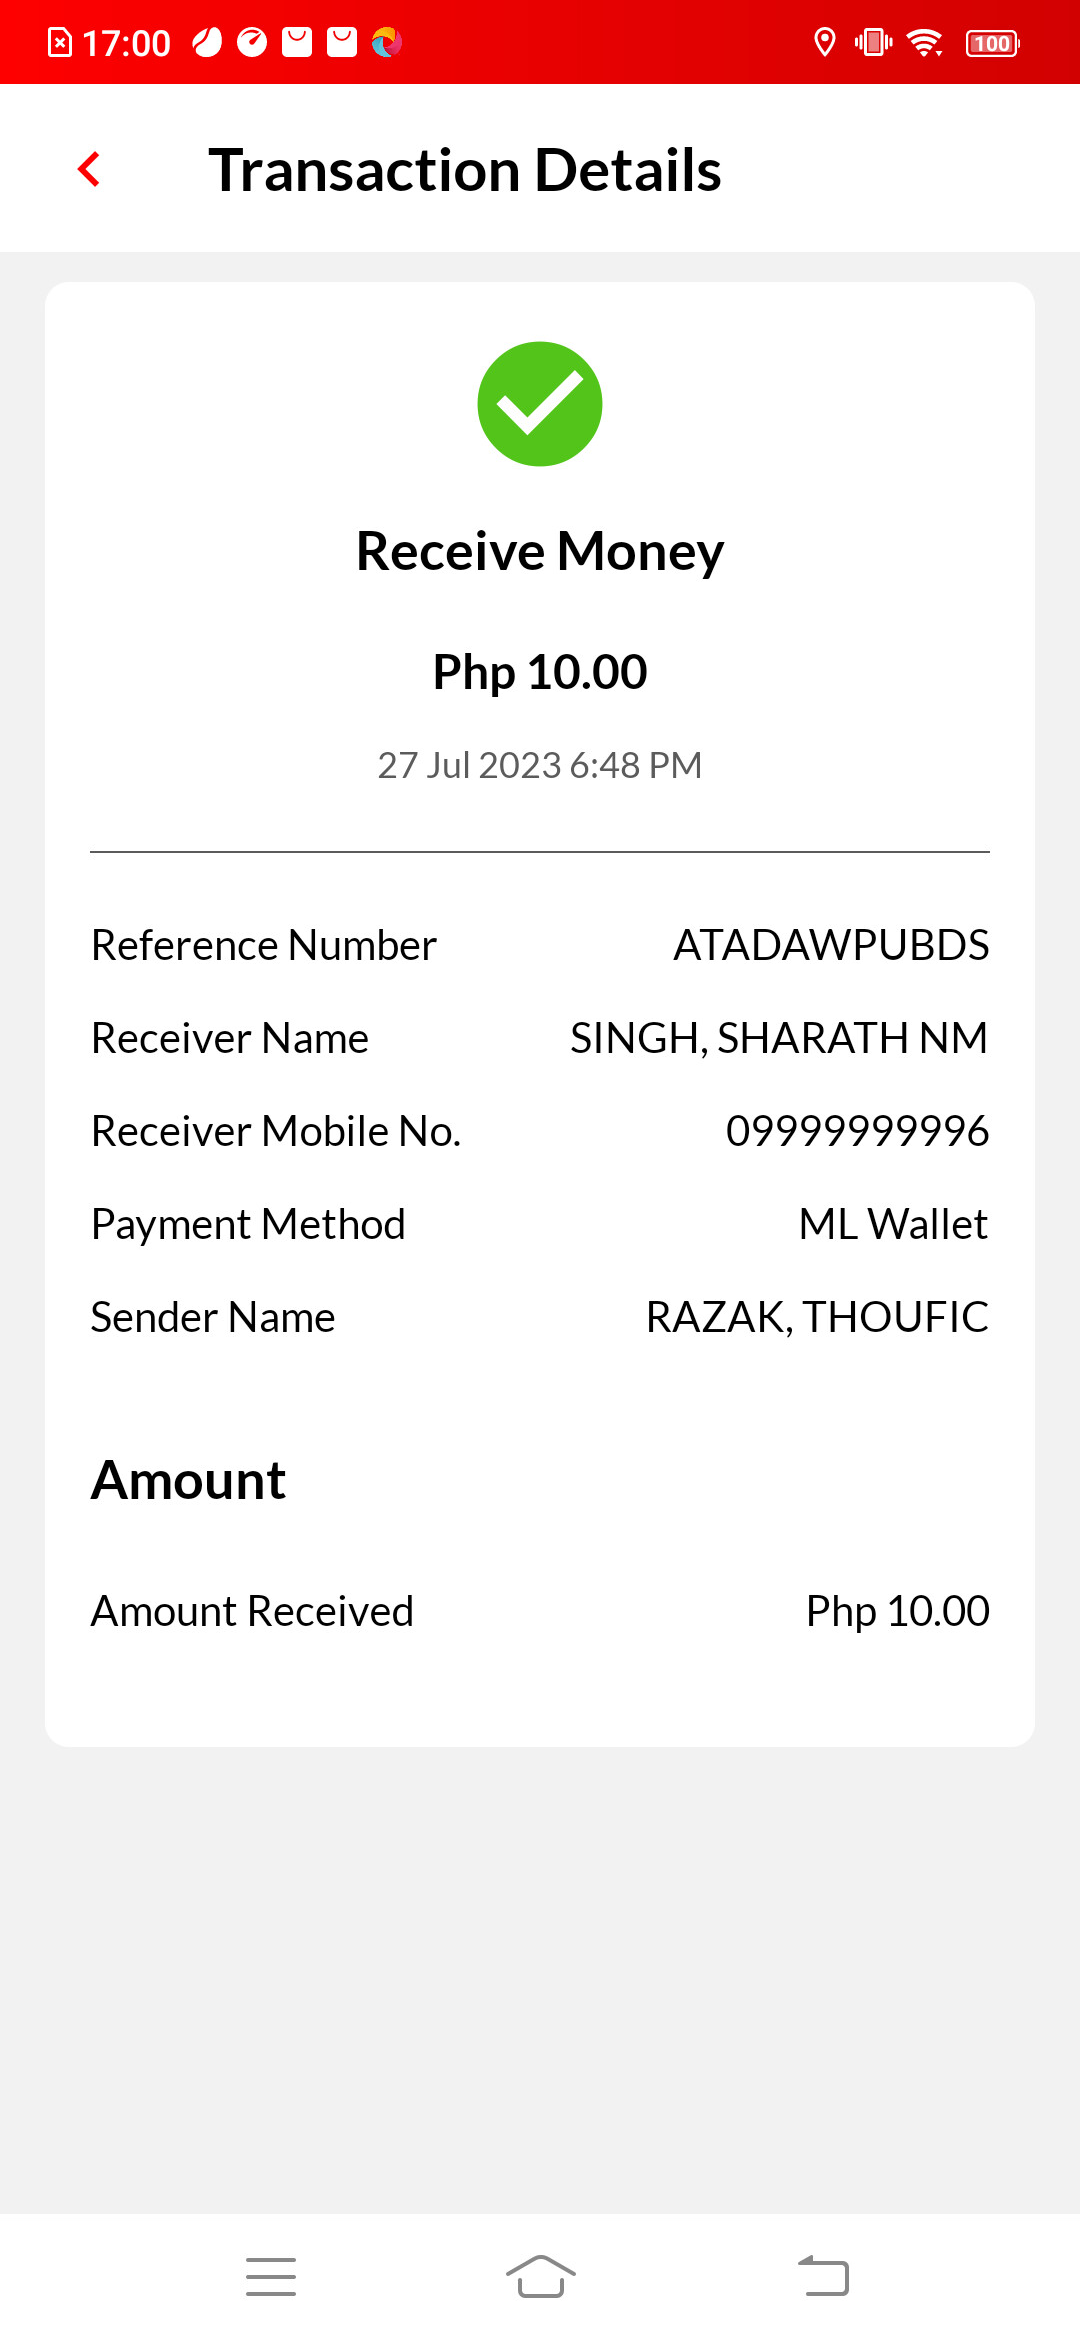 17:00
100
Transaction Details
Receive Money
Php 10.00
27 Jul 2023 6:48 PM
Reference Number ATADAWPUBDS
Receiver Name SINGH, SHARATH NM
Receiver Mobile No. 09999999996
Payment Method ML Wallet
Sender Name RAZAK, THOUFIC
Amount
Amount Received Php 10.00